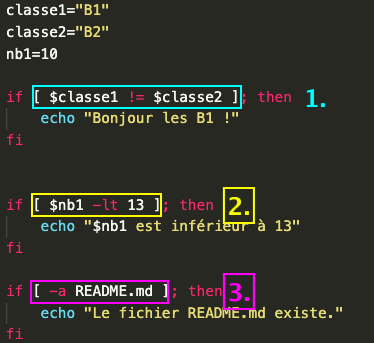 classe1="B1"
classe2="B2"
nb1=10
if [ $classe1 != $classe2 ]; then 1.
echo "Bonjour les B1 !"
fi
if [ $nb1 -lt 13 ]; then 2.
echo "$nb1 est inférieur à 13"
fi
if [ -a README.md ]; then 3.
echo "Le fichier README.md existe."
fi